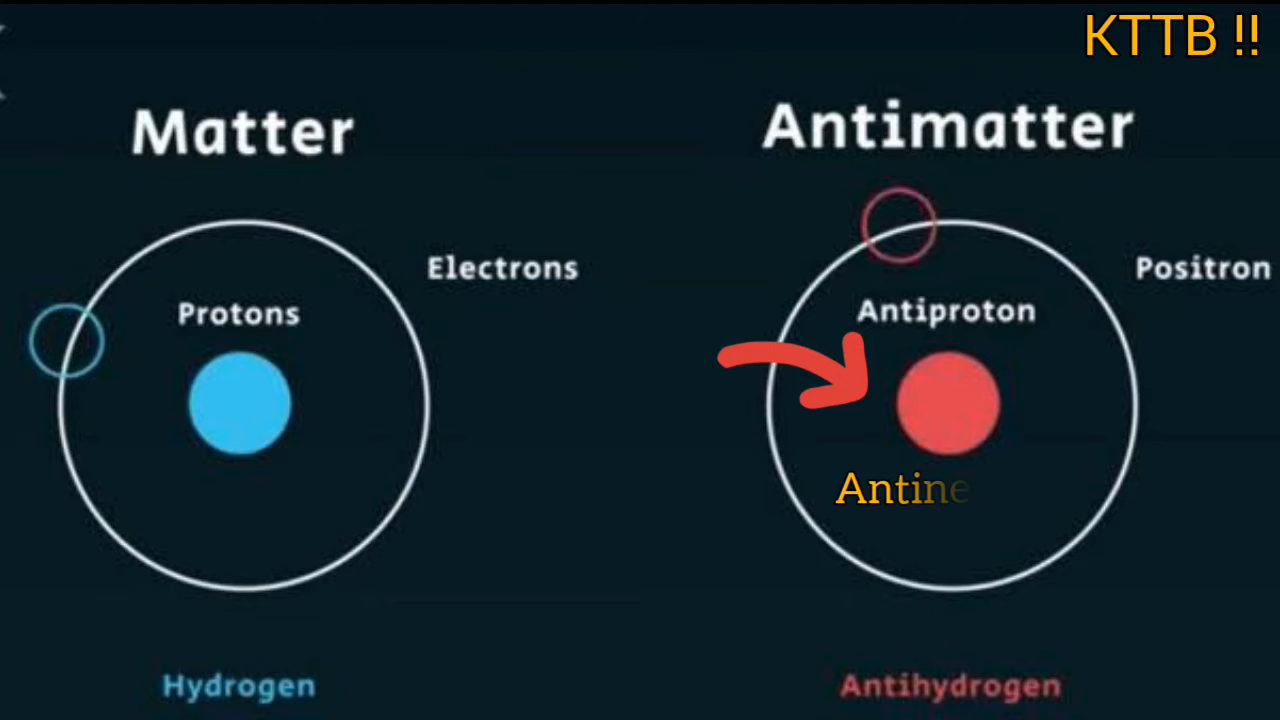 KTTB !!
Matter
Antimatter
Electrons
Positron
Protons
Antiproton
Antine
Hydrogen
Antihydrogen